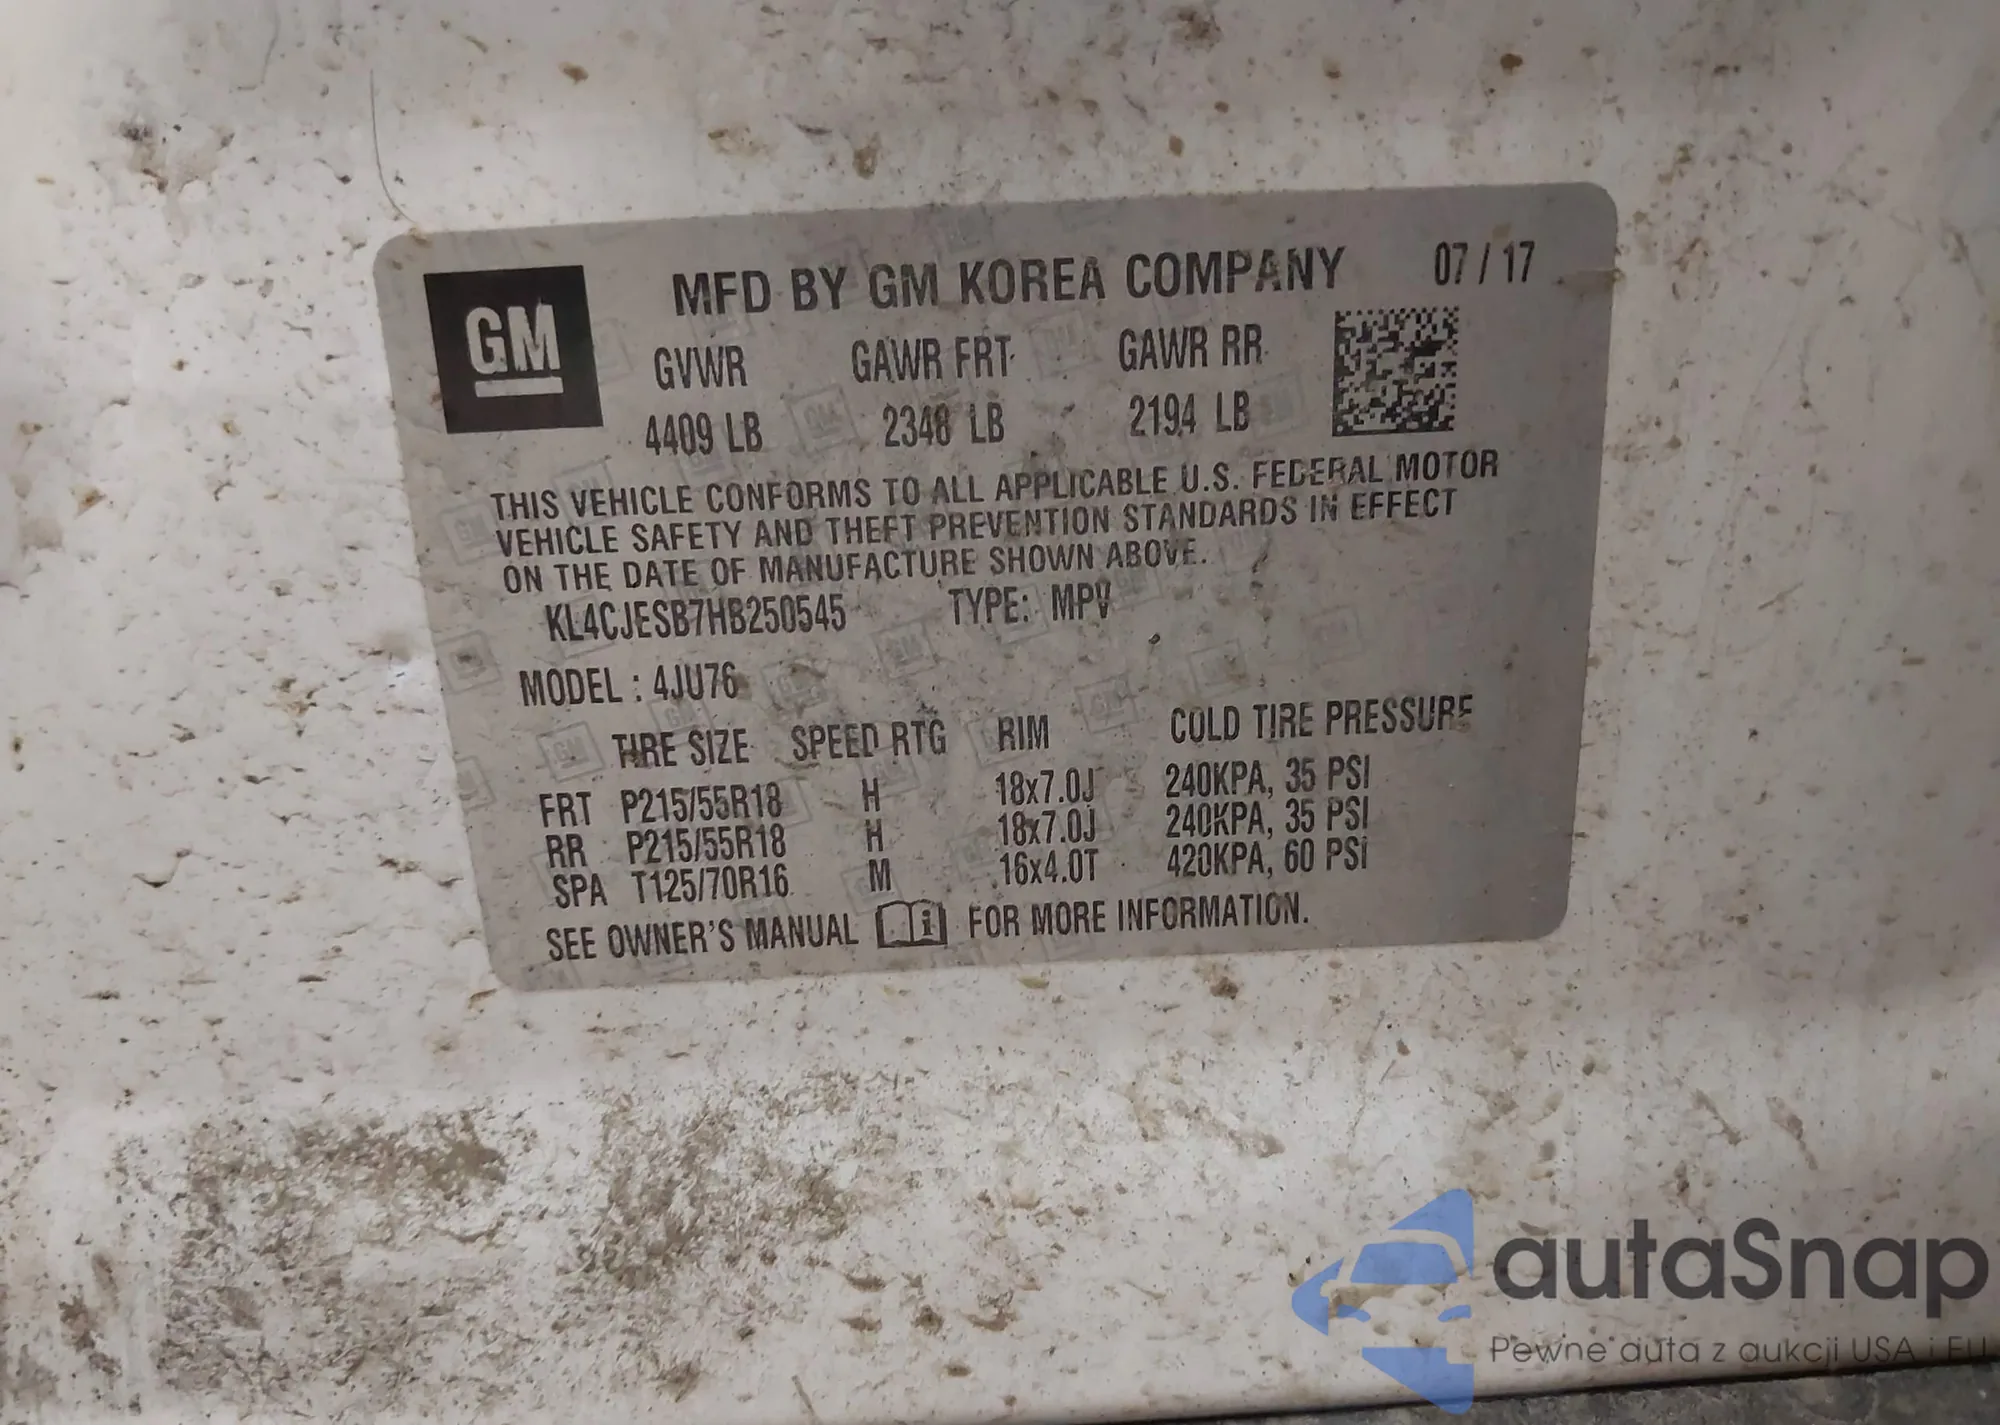 GM
MFD BY GM KOREA COMPANY 07 / 17
GVWR GAWR FRT GAWR RR
4409 LB 2348 LB 2194 LB
THIS VEHICLE CONFORMS TO ALL APPLICABLE U.S. FEDERAL MOTOR
VEHICLE SAFETY AND THEFT PREVENTION STANDARDS IN EFFECT
ON THE DATE OF MANUFACTURE SHOWN ABOVE.
KL4CJESB7HB250545 TYPE: MPV
MODEL : 4JU76
TIRE SIZE SPEED RTG RIM COLD TIRE PRESSURE
FRT P215/55R18 H 18x7.0J 240KPA, 35 PSI
RR P215/55R18 H 18x7.0J 240KPA, 35 PSI
SPA T125/70R16 M 16x4.0T 420KPA, 60 PSI
SEE OWNER'S MANUAL i FOR MORE INFORMATION.
autaSnap
Pewne auta z aukcji USA i EU